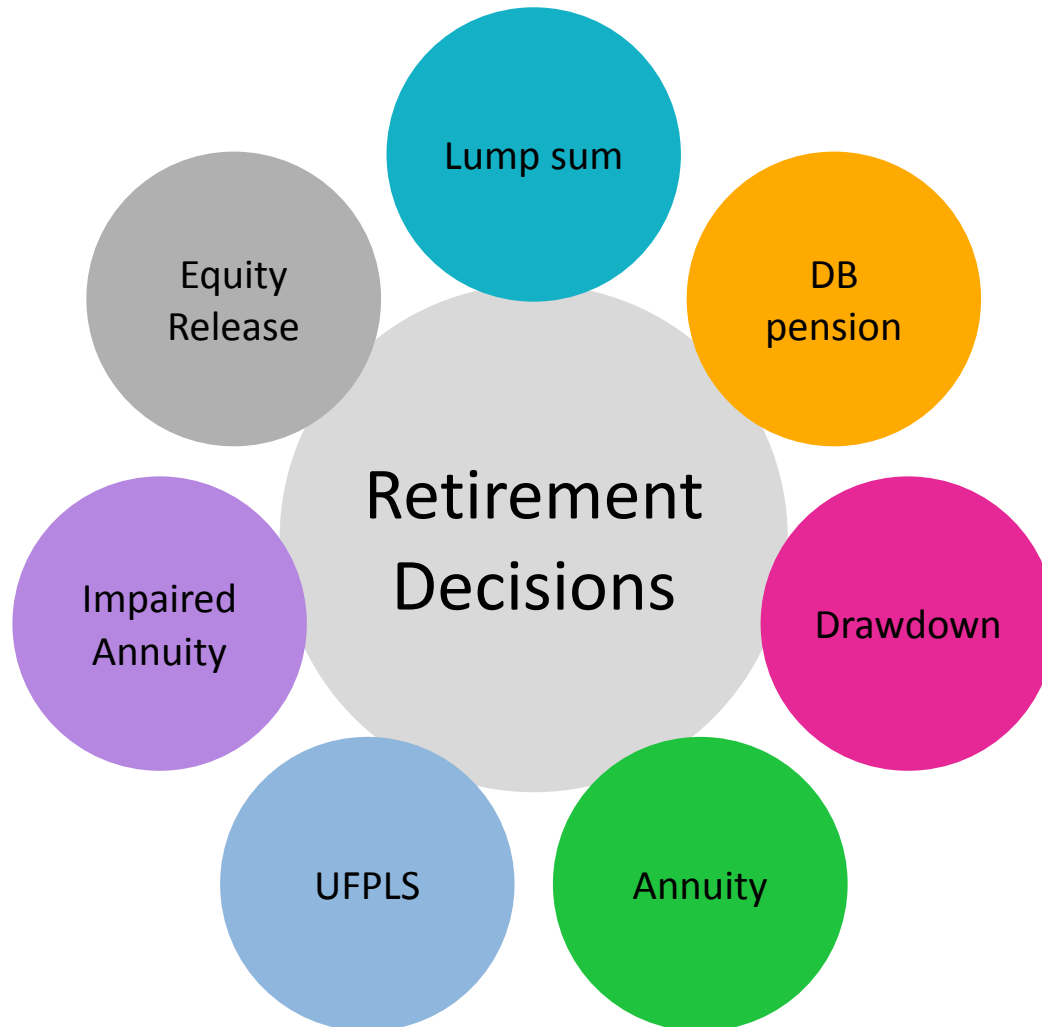 Lump sum
DB
pension
Drawdown
Annuity
UFPLS
Impaired
Annuity
Equity
Release
Retirement
Decisions